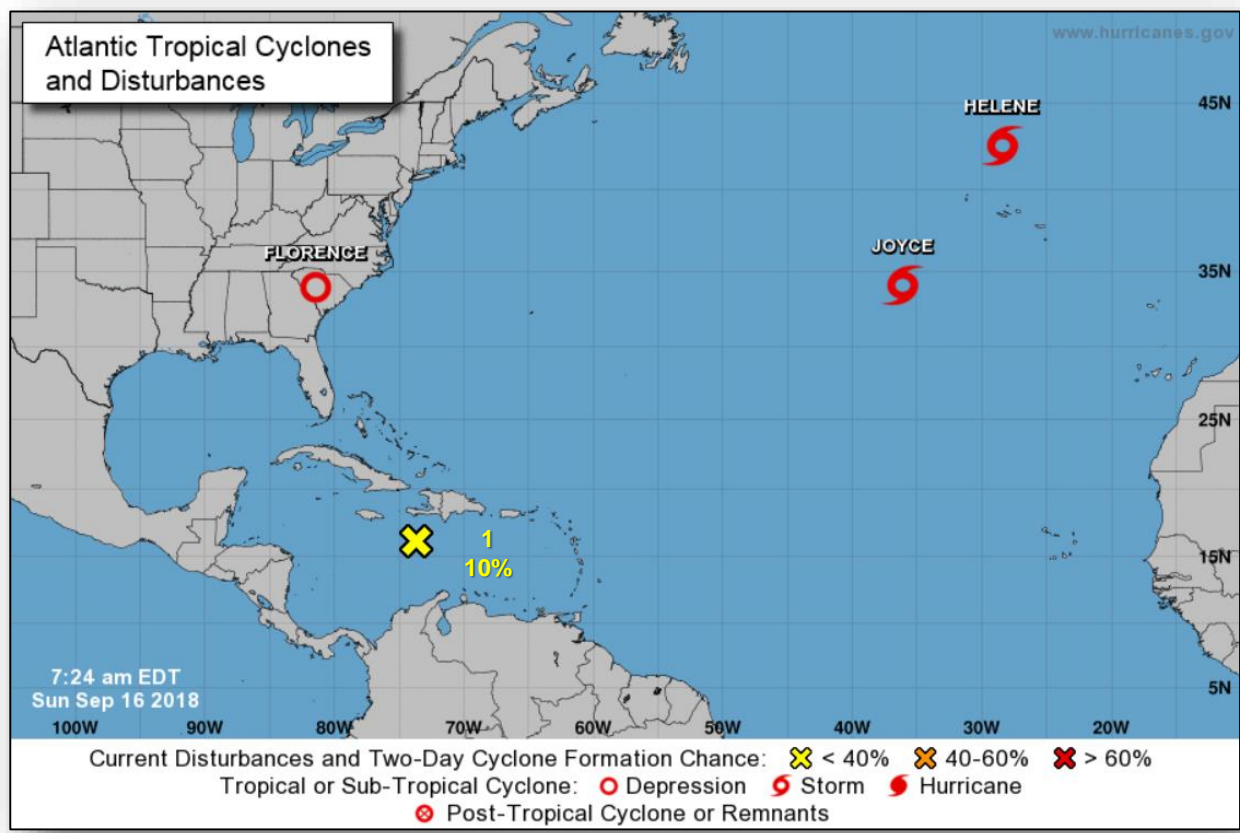 Atlantic Tropical Cyclones
and Disturbances
www.hurricanes.gov
HELENE
45N
FLORENCE
JOYCE
35N
25N
1
10%
15N
7:24 am EDT
Sun Sep 16 2018
5N
100W 90W 80W 70W 60W 50W 40W 30W 20W
Current Disturbances and Two-Day Cyclone Formation Chance: < 40% 40-60% > 60%
Tropical or Sub-Tropical Cyclone: Depression Storm Hurricane
Post-Tropical Cyclone or Remnants